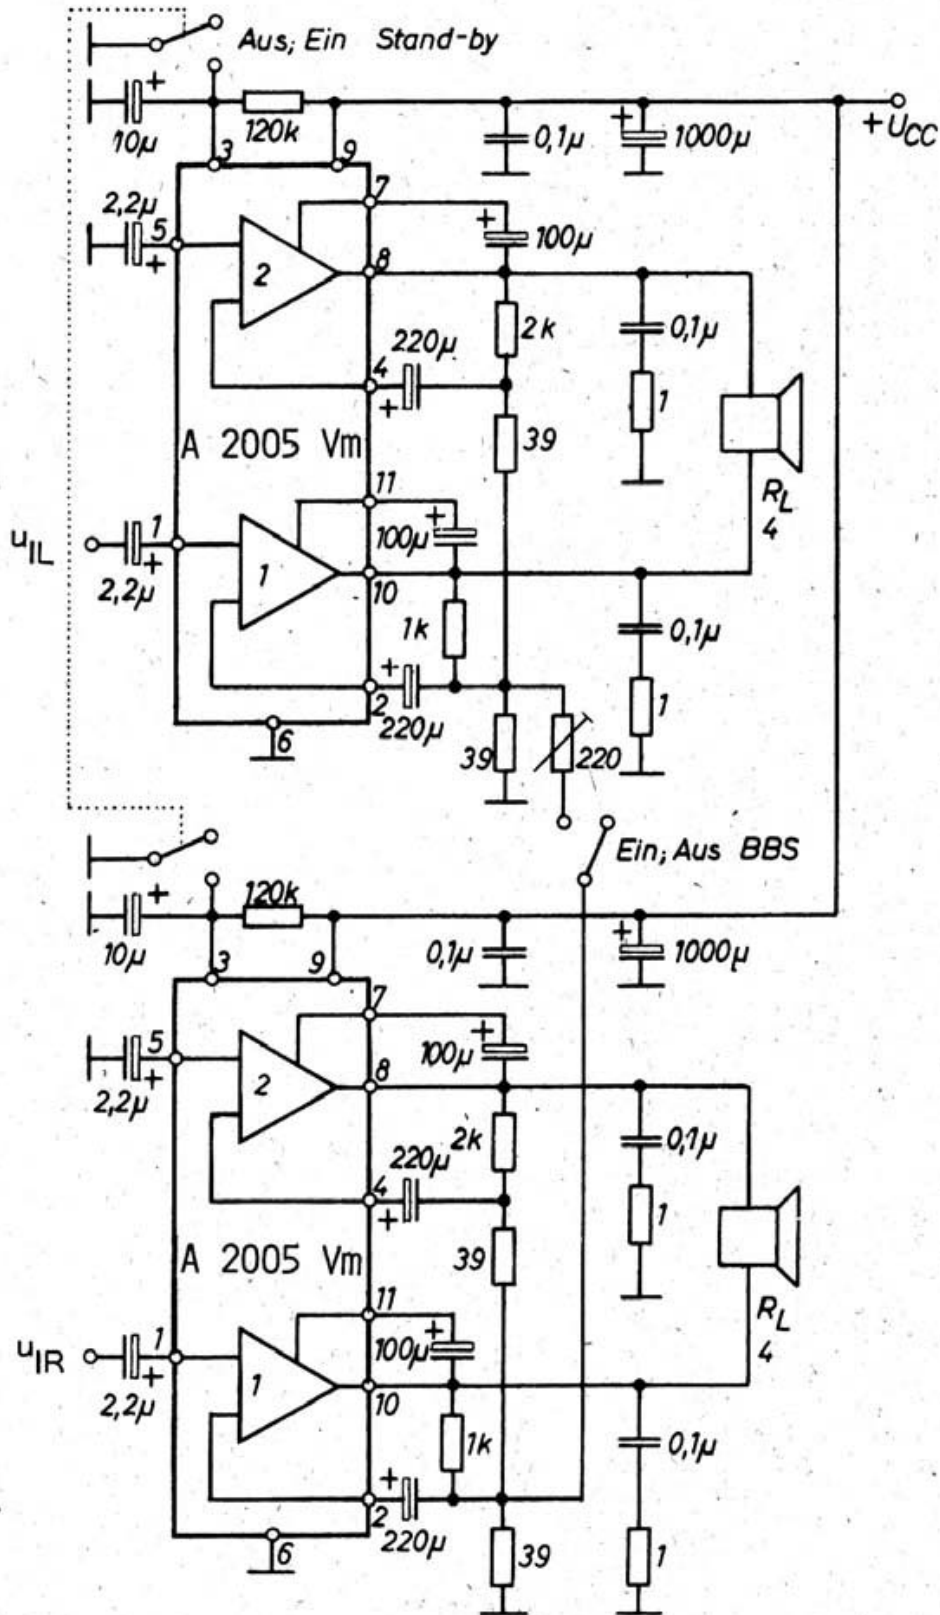 Aus; Ein Stand-by
+
10µ
120k
0,1µ
+
1000µ
+UCC
3
9
7
2,2µ
5
+
+
100µ
8
2
2k
0,1µ
220µ
4
+
1
39
A 2005 Vm
RL
4
11
+
100µ
uIL
1
+
2,2µ
1
10
1k
0,1µ
+
2
220µ
1
6
39
220
Ein; Aus BBS
+
10µ
120k
0,1µ
+
1000µ
3
9
7
5
+
2,2µ
+
100µ
8
2
2k
0,1µ
220µ
4
+
1
39
A 2005 Vm
RL
4
11
+
100µ
uIR
1
+
2,2µ
1
10
1k
0,1µ
+
2
220µ
6
39
1